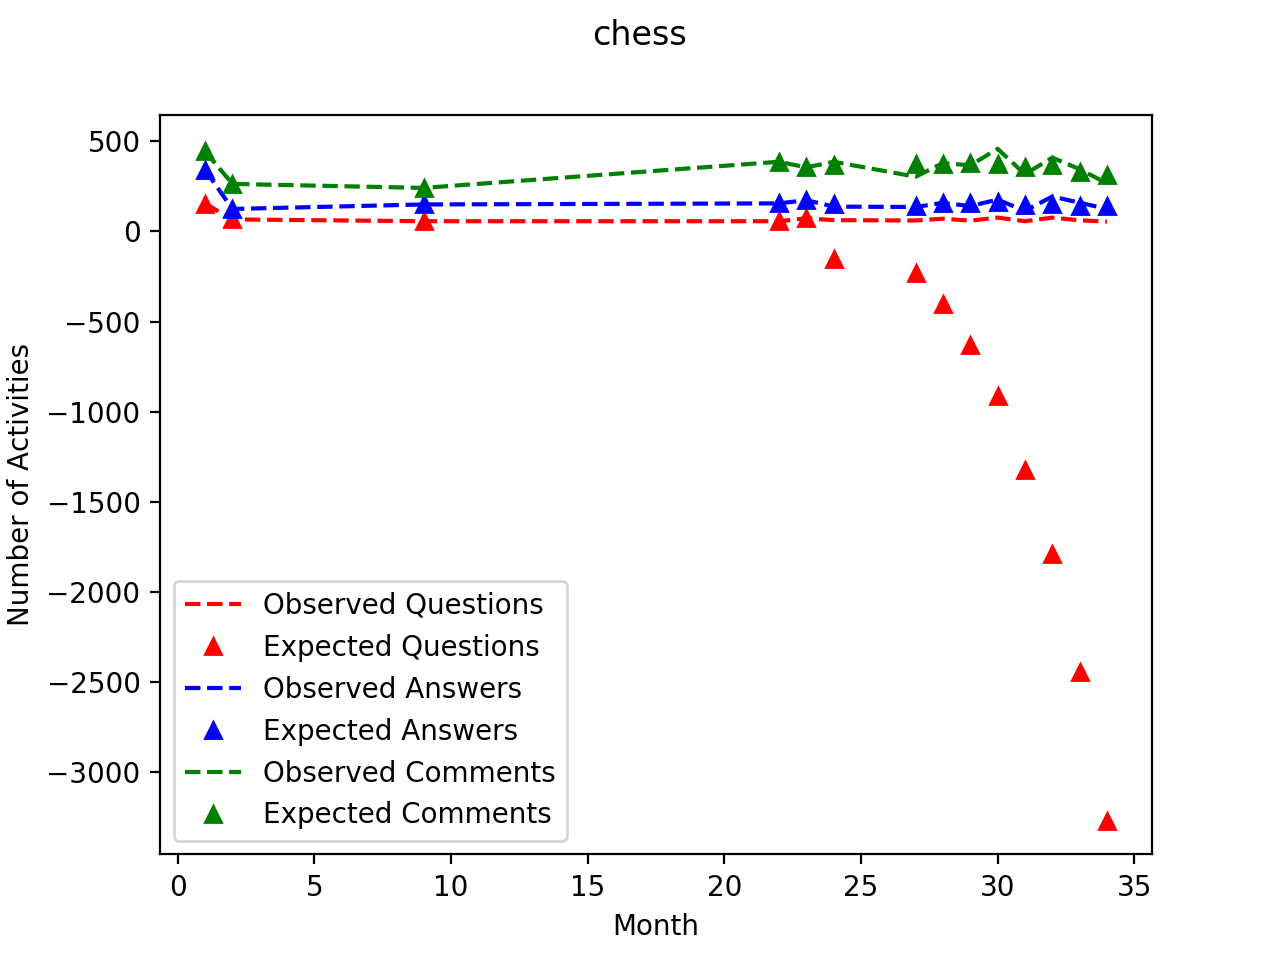 chess
500
0
−500
−1000
−1500
−2000
−2500
−3000
Number of Activities
Observed Questions
Expected Questions
Observed Answers
Expected Answers
Observed Comments
Expected Comments
0 5 10 15 20 25 30 35
Month